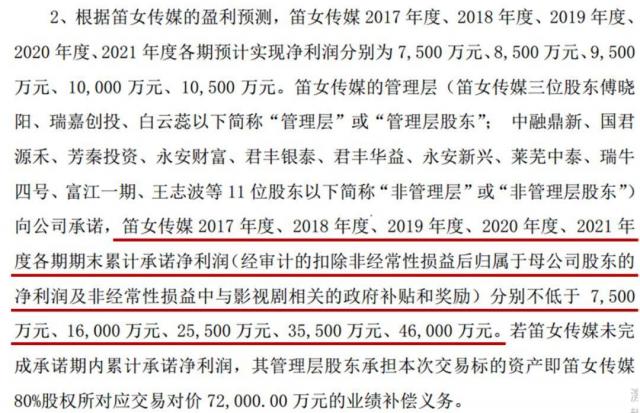 2、根据笛女传媒的盈利预测，笛女传媒 2017 年度、2018 年度、2019 年度、
2020 年度、2021 年度各期预计实现净利润分别为 7,500 万元、8,500 万元、9,500
万元、10,000 万元、10,500 万元。笛女传媒的管理层（笛女传媒三位股东傅晓
阳、瑞嘉创投、白云蕊以下简称“管理层”或“管理层股东”； 中融鼎新、国君
源禾、芳秦投资、永安财富、君丰银泰、君丰华益、永安新兴、莱芜中泰、瑞牛
四号、富江一期、王志波等 11 位股东以下简称“非管理层”或“非管理层股东”）
向公司承诺，笛女传媒 2017 年度、2018 年度、2019 年度、2020 年度、2021 年
度各期期末累计承诺净利润（经审计的扣除非经常性损益后归属于母公司股东的
净利润及非经常性损益中与影视剧相关的政府补贴和奖励）分别不低于 7,500
万元、16,000 万元、25,500 万元、35,500 万元、46,000 万元。若笛女传媒未完
成承诺期内累计承诺净利润，其管理层股东承担本次交易标的资产即笛女传媒
80%股权所对应交易对价 72,000.00 万元的业绩补偿义务。